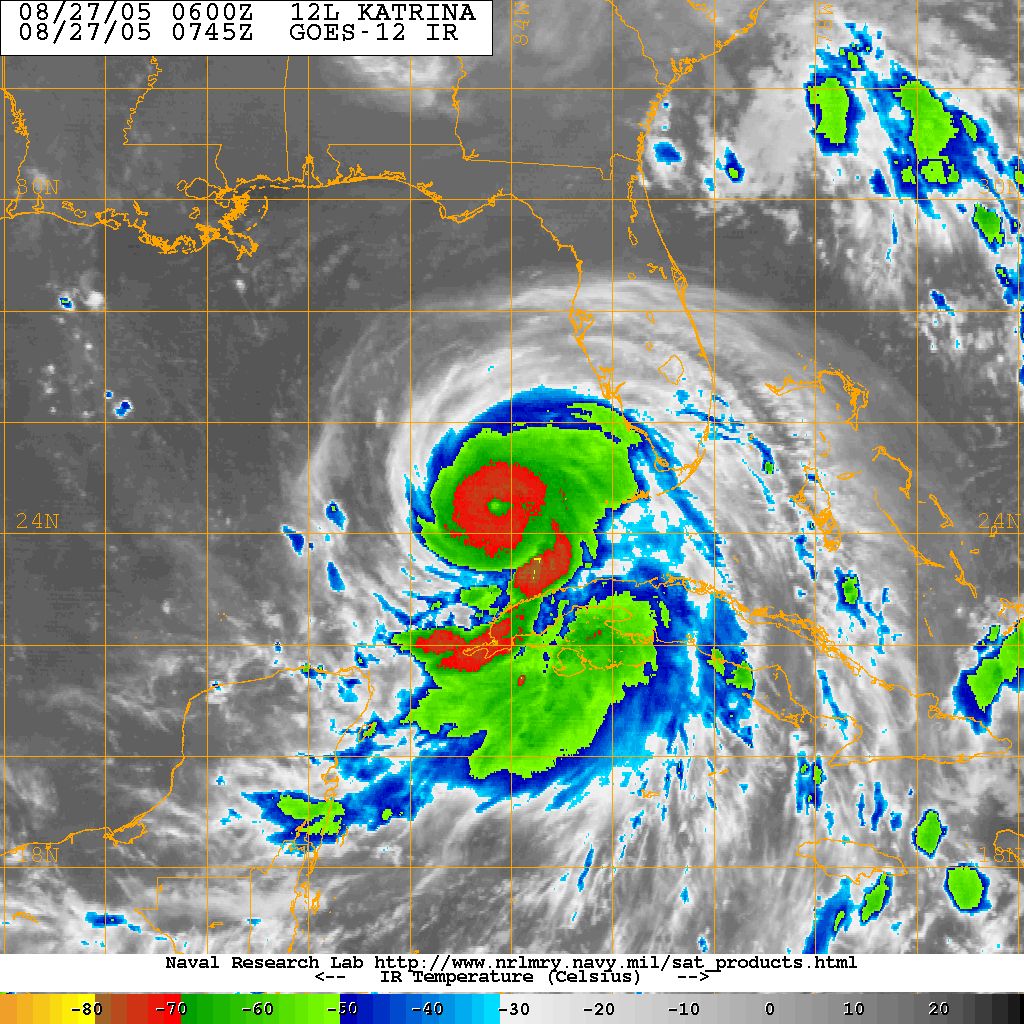 08/27/05 0600Z 12L KATRINA
08/27/05 0745Z GOES-12 IR
84W
78W
30N
30N
24N
24N
18N
18N
Naval Research Lab http://www.nrlmry.navy.mil/sat_products.html
<-- IR Temperature (Celsius) -->
-80 -70 -60 -50 -40 -30 -20 -10 0 10 20